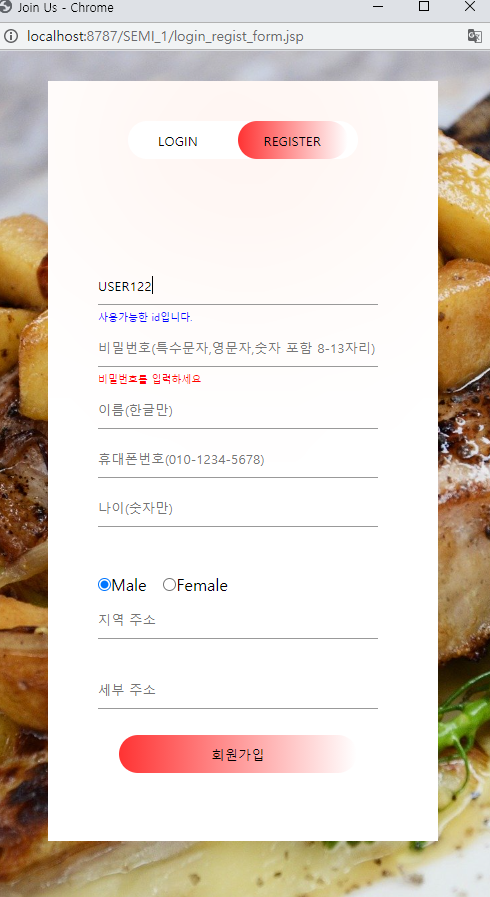 Join Us - Chrome
localhost:8787/SEMI_1/login_regist_form.jsp
LOGIN REGISTER
USER122
사용가능한 id입니다.
비밀번호(특수문자,영문자,숫자 포함 8-13자리)
비밀번호를 입력하세요
이름(한글만)
휴대폰번호(010-1234-5678)
나이(숫자만)
Male Female
지역 주소
세부 주소
회원가입